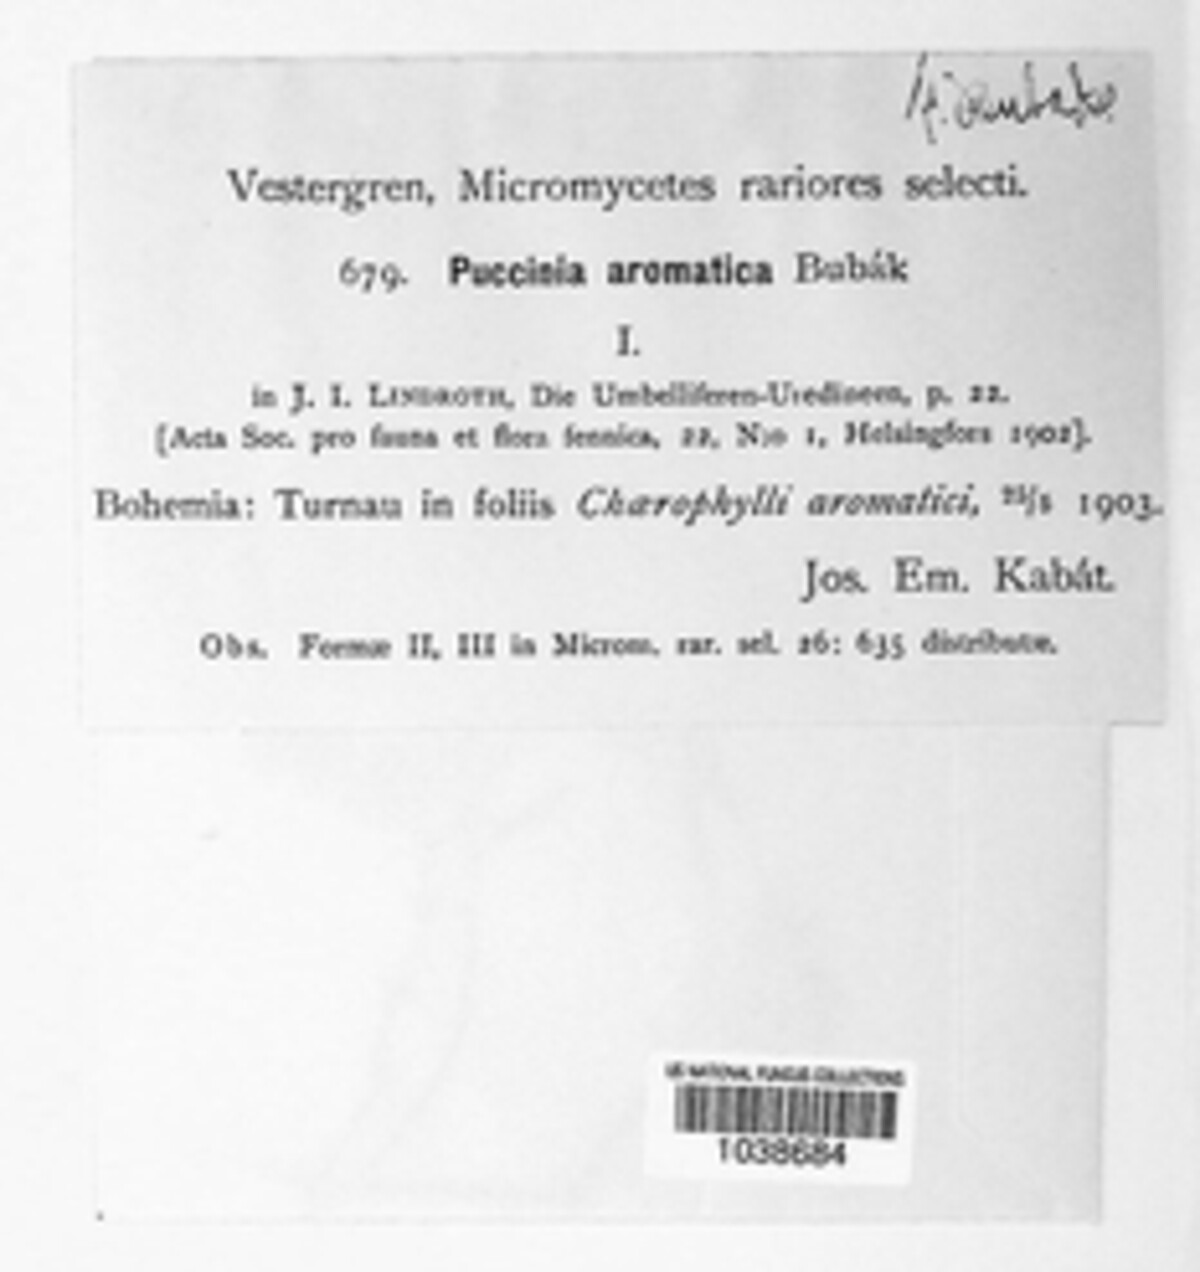 Vestergren, Micromycetes rariores selecti.
679. Puccinia aromatica Bubák
I.
in J. I. LINDROTH, Die Umbelliferen-Uredineen, p. 22.
[Acta Soc. pro fauna et flora fennica, 22, N:o 1, Helsingfors 1902].
Bohemia: Turnau in foliis Chærophylli aromatici, 1903.
Jos. Em. Kabát.
Obs. Formæ II, III in Microm. rar. sel. 26: 635 distributæ.
US NATIONAL FUNGUS COLLECTIONS
1038684